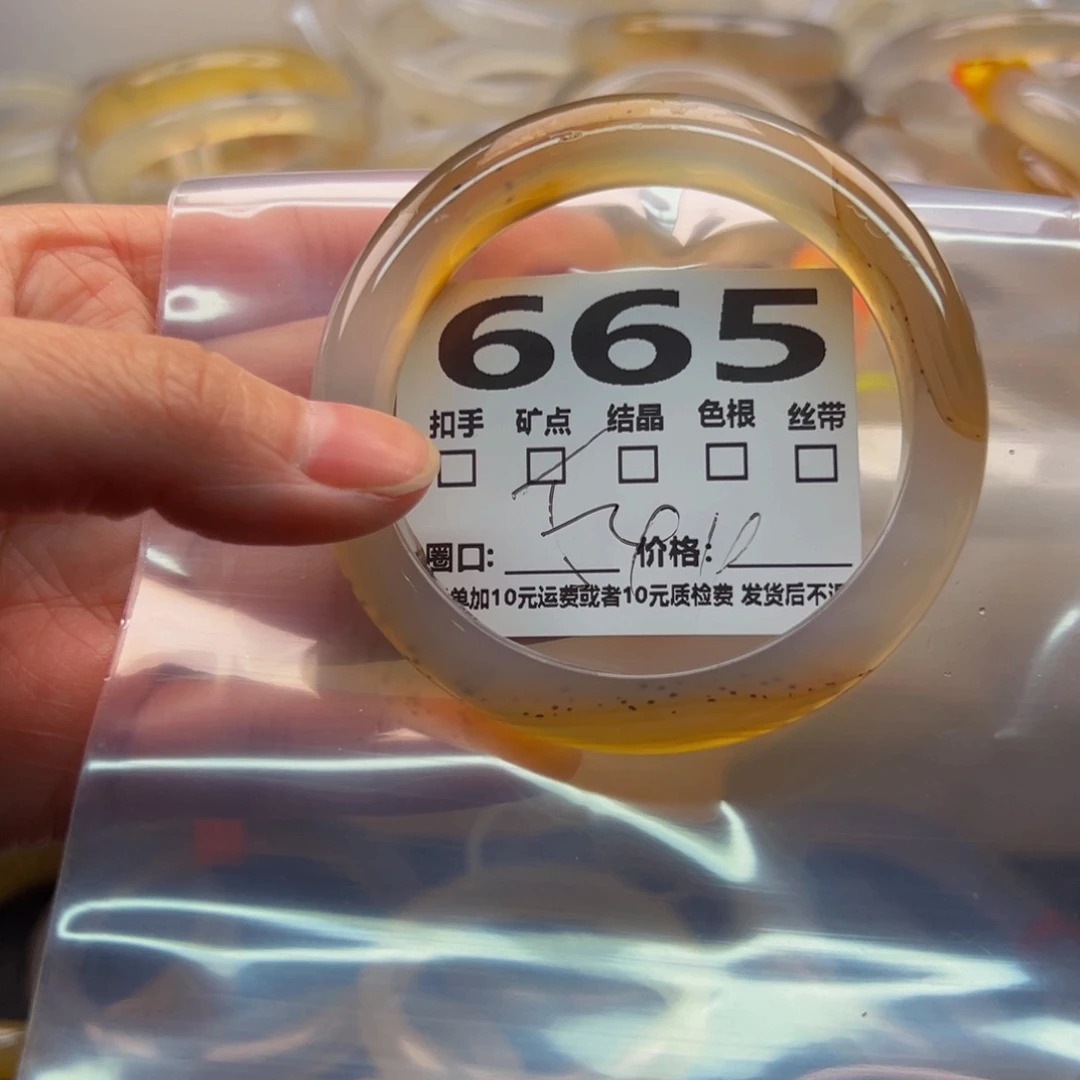 665
扣手 矿点 结晶 色根 丝带
圈口: 价格:
单加10元运费或者10元质检费 发货后不退